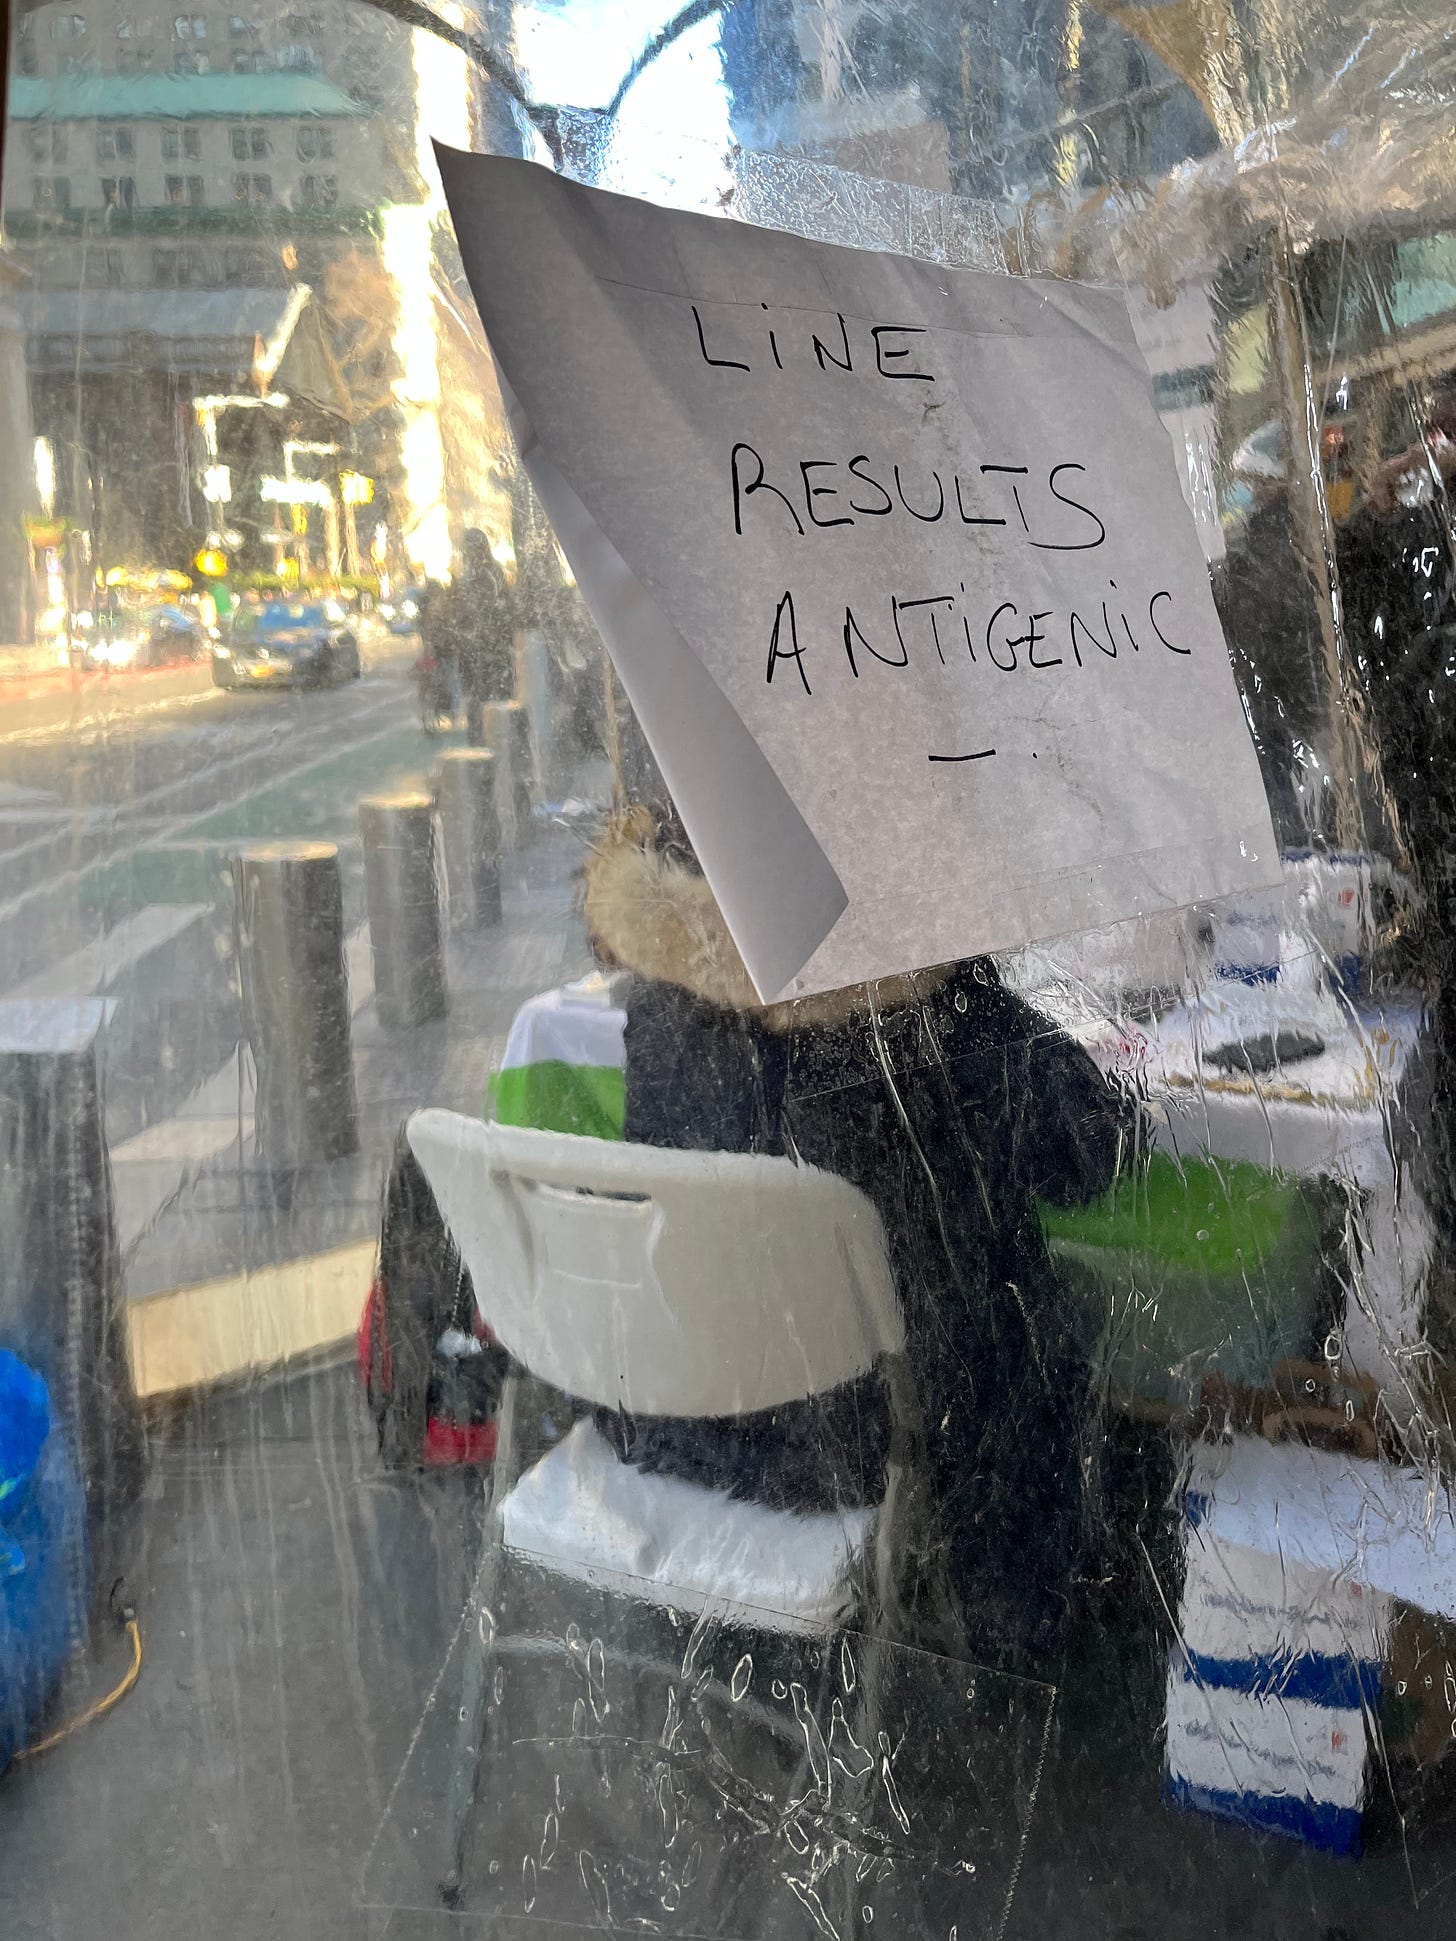 LiNE
RESULTS
ANTiGENiC
—.